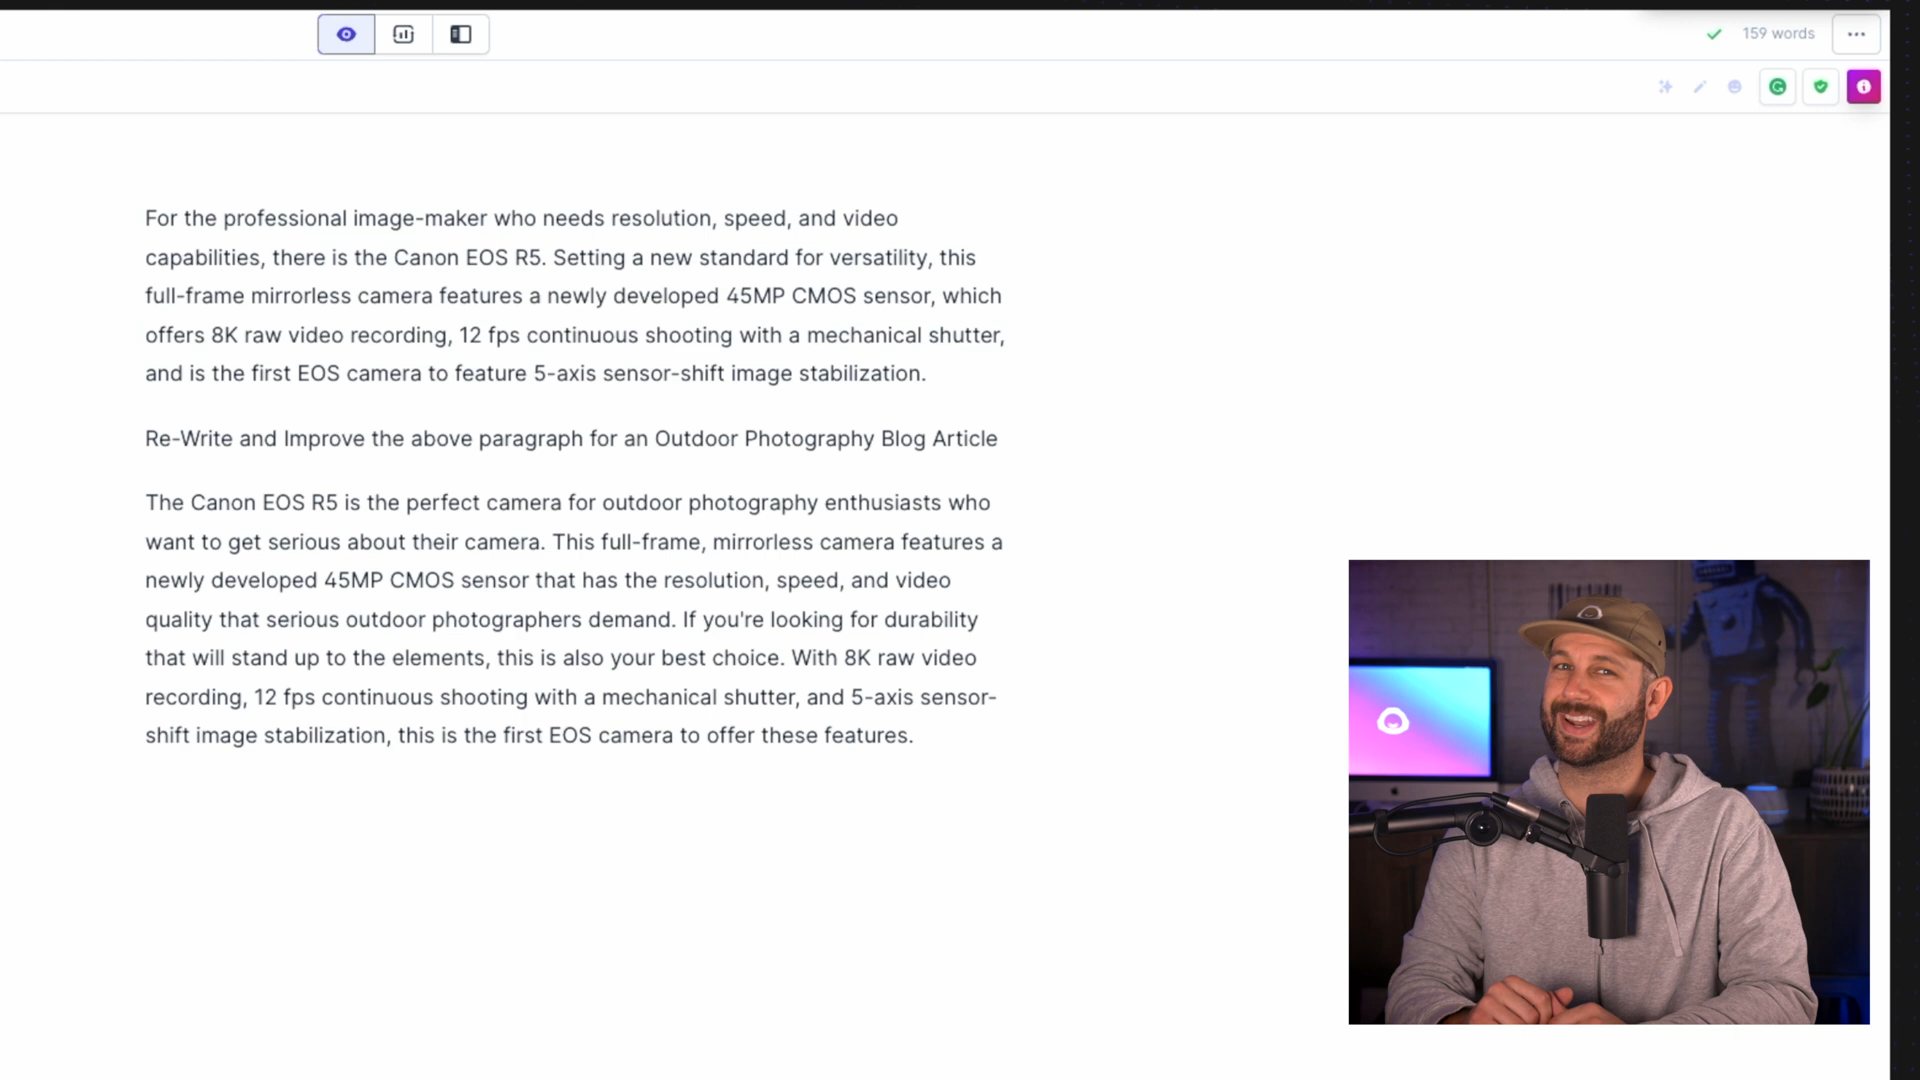 159 words
For the professional image-maker who needs resolution, speed, and video
capabilities, there is the Canon EOS R5. Setting a new standard for versatility, this
full-frame mirrorless camera features a newly developed 45MP CMOS sensor, which
offers 8K raw video recording, 12 fps continuous shooting with a mechanical shutter,
and is the first EOS camera to feature 5-axis sensor-shift image stabilization.
Re-Write and Improve the above paragraph for an Outdoor Photography Blog Article
The Canon EOS R5 is the perfect camera for outdoor photography enthusiasts who
want to get serious about their camera. This full-frame, mirrorless camera features a
newly developed 45MP CMOS sensor that has the resolution, speed, and video
quality that serious outdoor photographers demand. If you're looking for durability
that will stand up to the elements, this is also your best choice. With 8K raw video
recording, 12 fps continuous shooting with a mechanical shutter, and 5-axis sensor-
shift image stabilization, this is the first EOS camera to offer these features.